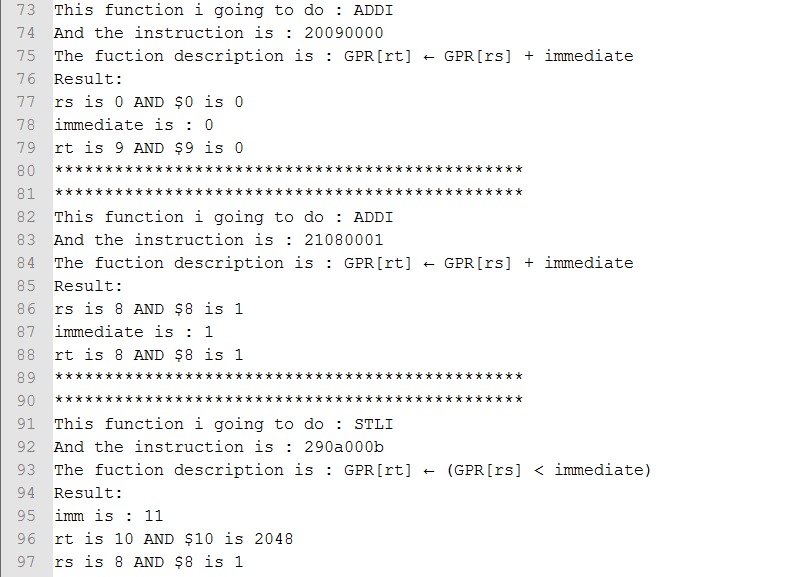 73 This function i going to do : ADDI
74 And the instruction is : 20090000
75 The fuction description is : GPR[rt] ← GPR[rs] + immediate
76 Result:
77 rs is 0 AND $0 is 0
78 immediate is : 0
79 rt is 9 AND $9 is 0
80 ***********************************************
81 ***********************************************
82 This function i going to do : ADDI
83 And the instruction is : 21080001
84 The fuction description is : GPR[rt] ← GPR[rs] + immediate
85 Result:
86 rs is 8 AND $8 is 1
87 immediate is : 1
88 rt is 8 AND $8 is 1
89 ***********************************************
90 ***********************************************
91 This function i going to do : STLI
92 And the instruction is : 290a000b
93 The fuction description is : GPR[rt] ← (GPR[rs] < immediate)
94 Result:
95 imm is : 11
96 rt is 10 AND $10 is 2048
97 rs is 8 AND $8 is 1